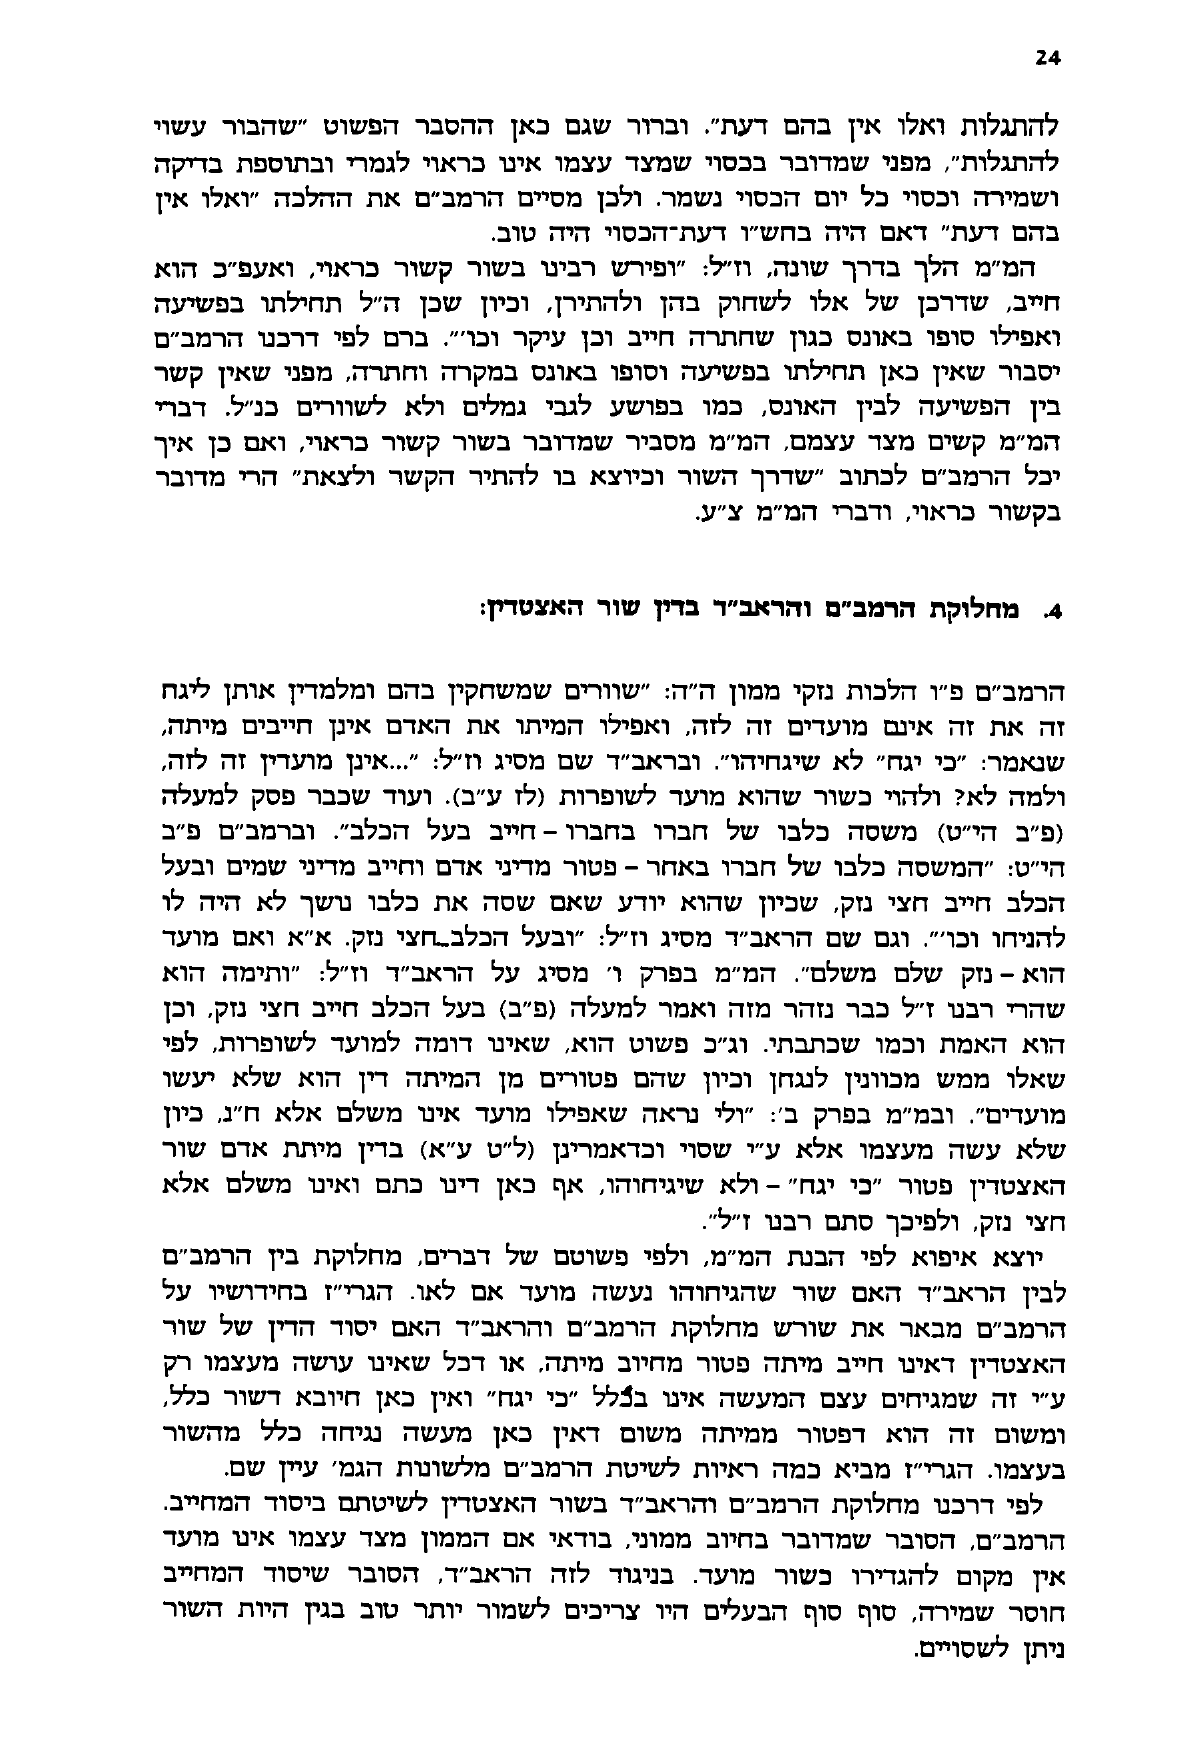 24
להתגלות ואלו אין בהם דעת". וברור שגם כאן ההסבר הפשוט "שהבור עשוי
להתגלות", מפני שמדובר בכסוי שמצד עצמו אינו כראוי לגמרי ובתוספת בדיקה
ושמירה וכסוי כל יום הכסוי נשמר. ולכן מסיים הרמב"ם את ההלכה "ואלו אין
בהם דעת" דאם היה בחש"ו דעת־הכסוי היה טוב.
המ"מ הלך בדרך שונה, וז"ל: "ופירש רבינו בשור קשור כראוי, ואעפ"כ הוא
חייב, שדרכן של אלו לשחוק בהן ולהתירן, וכיון שכן ה"ל תחילתו בפשיעה
ואפילו סופו באונס כגון שחתרה חייב וכן עיקר וכו'". ברם לפי דרכנו הרמב"ם
יסבור שאין כאן תחילתו בפשיעה וסופו באונס במקרה וחתרה, מפני שאין קשר
בין הפשיעה לבין האונס, כמו בפושע לגבי גמלים ולא לשוורים כנ"ל. דברי
המ"מ קשים מצד עצמם, המ"מ מסביר שמדובר בשור קשור כראוי, ואם כן איך
יכל הרמב"ם לכתוב "שדרך השור וכיוצא בו להתיר הקשר ולצאת" הרי מדובר
בקשור כראוי, ודברי המ"מ צ"ע.
4. מחלוקת הרמב"ם והראב"ד בדין שור האצטדין:
הרמב"ם פ"ו הלכות נזקי ממון ה"ה: "שוורים שמשחקין בהם ומלמדין אותן ליגח
זה את זה אינם מועדים זה לזה, ואפילו המיתו את האדם אינן חייבים מיתה,
שנאמר: "כי יגח" לא שיגיחיהו". ובראב"ד שם מסיג וז"ל: "...אינן מועדין זה לזה,
ולמה לא? ולהוי כשור שהוא מועד לשופרות (לז ע"ב). ועוד שכבר פסק למעלה
(פ"ב הי"ט) משסה כלבו של חברו בחברו – חייב בעל הכלב". וברמב"ם פ"ב
הי"ט: "המשסה כלבו של חברו באחר – פטור מדיני אדם וחייב מדיני שמים ובעל
הכלב חייב חצי נזק, שכיון שהוא יודע שאם שסה את כלבו נושך לא היה לו
להניחו וכו'". וגם שם הראב"ד מסיג וז"ל: "ובעל הכלב-חצי נזק. א"א ואם מועד
הוא – נזק שלם משלם". המ"מ בפרק ו' מסיג על הראב"ד וז"ל: "ותימה הוא
שהרי רבנו ז"ל כבר נזהר מזה ואמר למעלה (פ"ב) בעל הכלב חייב חצי נזק, וכן
הוא האמת וכמו שכתבתי. וג"כ פשוט הוא, שאינו דומה למועד לשופרות, לפי
שאלו ממש מכוונין לנגחן וכיון שהם פטורים מן המיתה דין הוא שלא יעשו
מועדים". ובמ"מ בפרק ב': "ולי נראה שאפילו מועד אינו משלם אלא ח"נ, כיון
שלא עשה מעצמו אלא ע"י שסוי וכדאמרינן (ל"ט ע"א) בדין מיתת אדם שור
האצטדין פטור "כי יגח" – ולא שיגיחוהו, אף כאן דינו כתם ואינו משלם אלא
חצי נזק, ולפיכך סתם רבנו ז"ל".
יוצא איפוא לפי הבנת המ"מ, ולפי פשוטם של דברים, מחלוקת בין הרמב"ם
לבין הראב"ד האם שור שהגיחוהו נעשה מועד אם לאו. הגרי"ז בחידושיו על
הרמב"ם מבאר את שורש מחלוקת הרמב"ם והראב"ד האם יסוד הדין של שור
האצטדין דאינו חייב מיתה פטור מחיוב מיתה, או דכל שאינו עושה מעצמו רק
ע"י זה שמגיחים עצם המעשה אינו בכלל "כי יגח" ואין כאן חיובא דשור כלל,
ומשום זה הוא דפטור ממיתה משום דאין כאן מעשה נגיחה כלל מהשור
בעצמו. הגרי"ז מביא כמה ראיות לשיטת הרמב"ם מלשונות הגמ' עיין שם.
לפי דרכנו מחלוקת הרמב"ם והראב"ד בשור האצטדין לשיטתם ביסוד המחייב.
הרמב"ם, הסובר שמדובר בחיוב ממוני, בודאי אם הממון מצד עצמו אינו מועד
אין מקום להגדירו כשור מועד. בניגוד לזה הראב"ד, הסובר שיסוד המחייב
חוסר שמירה, סוף סוף הבעלים היו צריכים לשמור יותר טוב בגין היות השור
ניתן לשסויים.